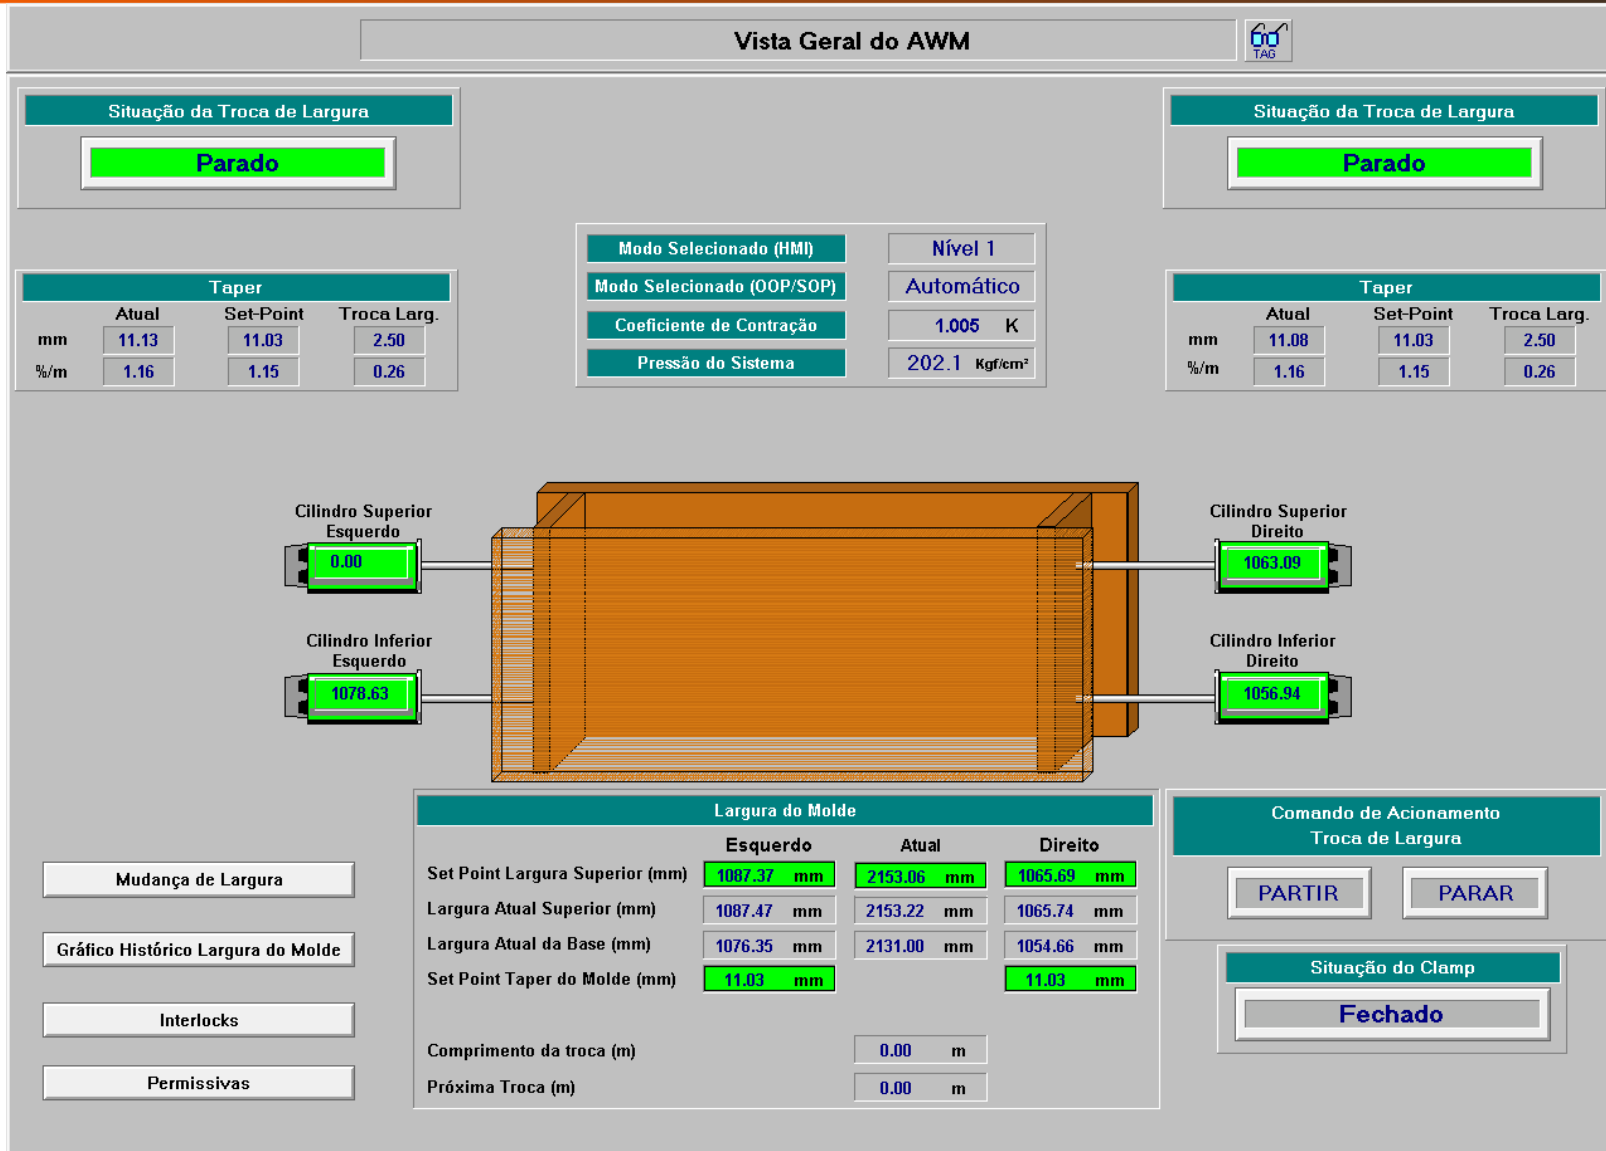 Vista Geral do AWM
TAG
Situação da Troca de Largura
Parado
Situação da Troca de Largura
Parado
Modo Selecionado (HMI) Nível 1
Modo Selecionado (OOP/SOP) Automático
Coeficiente de Contração 1.005 K
Pressão do Sistema 202.1 Kgf/cm²
Taper
Atual Set-Point Troca Larg.
mm 11.13 11.03 2.50
%/m 1.16 1.15 0.26
Taper
Atual Set-Point Troca Larg.
mm 11.08 11.03 2.50
%/m 1.16 1.15 0.26
Cilindro Superior
Esquerdo
0.00
Cilindro Superior
Direito
1063.09
Cilindro Inferior
Esquerdo
1078.63
Cilindro Inferior
Direito
1056.94
Largura do Molde
Esquerdo Atual Direito
Set Point Largura Superior (mm) 1087.37 mm 2153.06 mm 1065.69 mm
Largura Atual Superior (mm) 1087.47 mm 2153.22 mm 1065.74 mm
Largura Atual da Base (mm) 1076.35 mm 2131.00 mm 1054.66 mm
Set Point Taper do Molde (mm) 11.03 mm 11.03 mm
Comprimento da troca (m) 0.00 m
Próxima Troca (m) 0.00 m
Mudança de Largura
Gráfico Histórico Largura do Molde
Interlocks
Permissivas
Comando de Acionamento
Troca de Largura
PARTIR PARAR
Situação do Clamp
Fechado